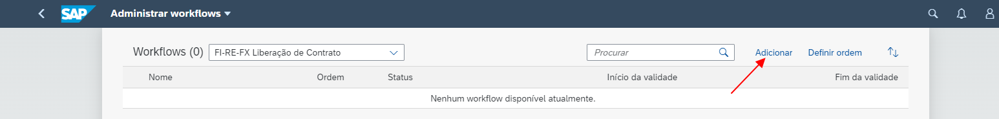 SAP Administrar workflows
Workflows (0) FI-RE-FX Liberação de Contrato Procurar Adicionar Definir ordem
Nome Ordem Status Início da validade Fim da validade
Nenhum workflow disponível atualmente.